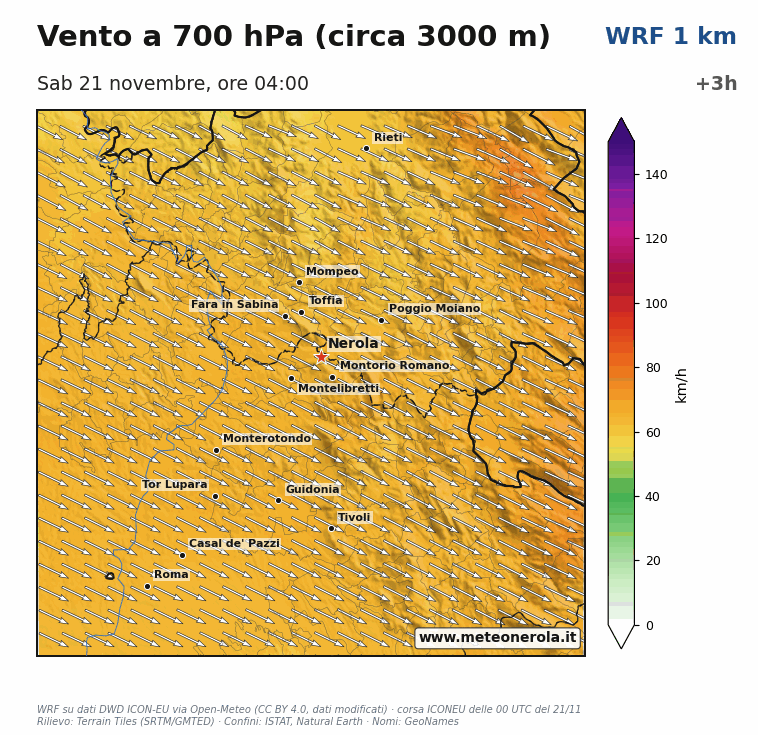 Vento a 700 hPa (circa 3000 m)
WRF 1 km
Sab 21 novembre, ore 04:00
+3h
Rieti
Mompeo
Fara in Sabina
Toffia
Poggio Moiano
Nerola
Montorio Romano
Montelibretti
Monterotondo
Tor Lupara
Guidonia
Tivoli
Casal de' Pazzi
Roma
www.meteonerola.it
140
120
100
80
60
40
20
0
km/h
WRF su dati DWD ICON-EU via Open-Meteo (CC BY 4.0, dati modificati) · corsa ICONEU delle 00 UTC del 21/11
Rilievo: Terrain Tiles (SRTM/GMTED) · Confini: ISTAT, Natural Earth · Nomi: GeoNames